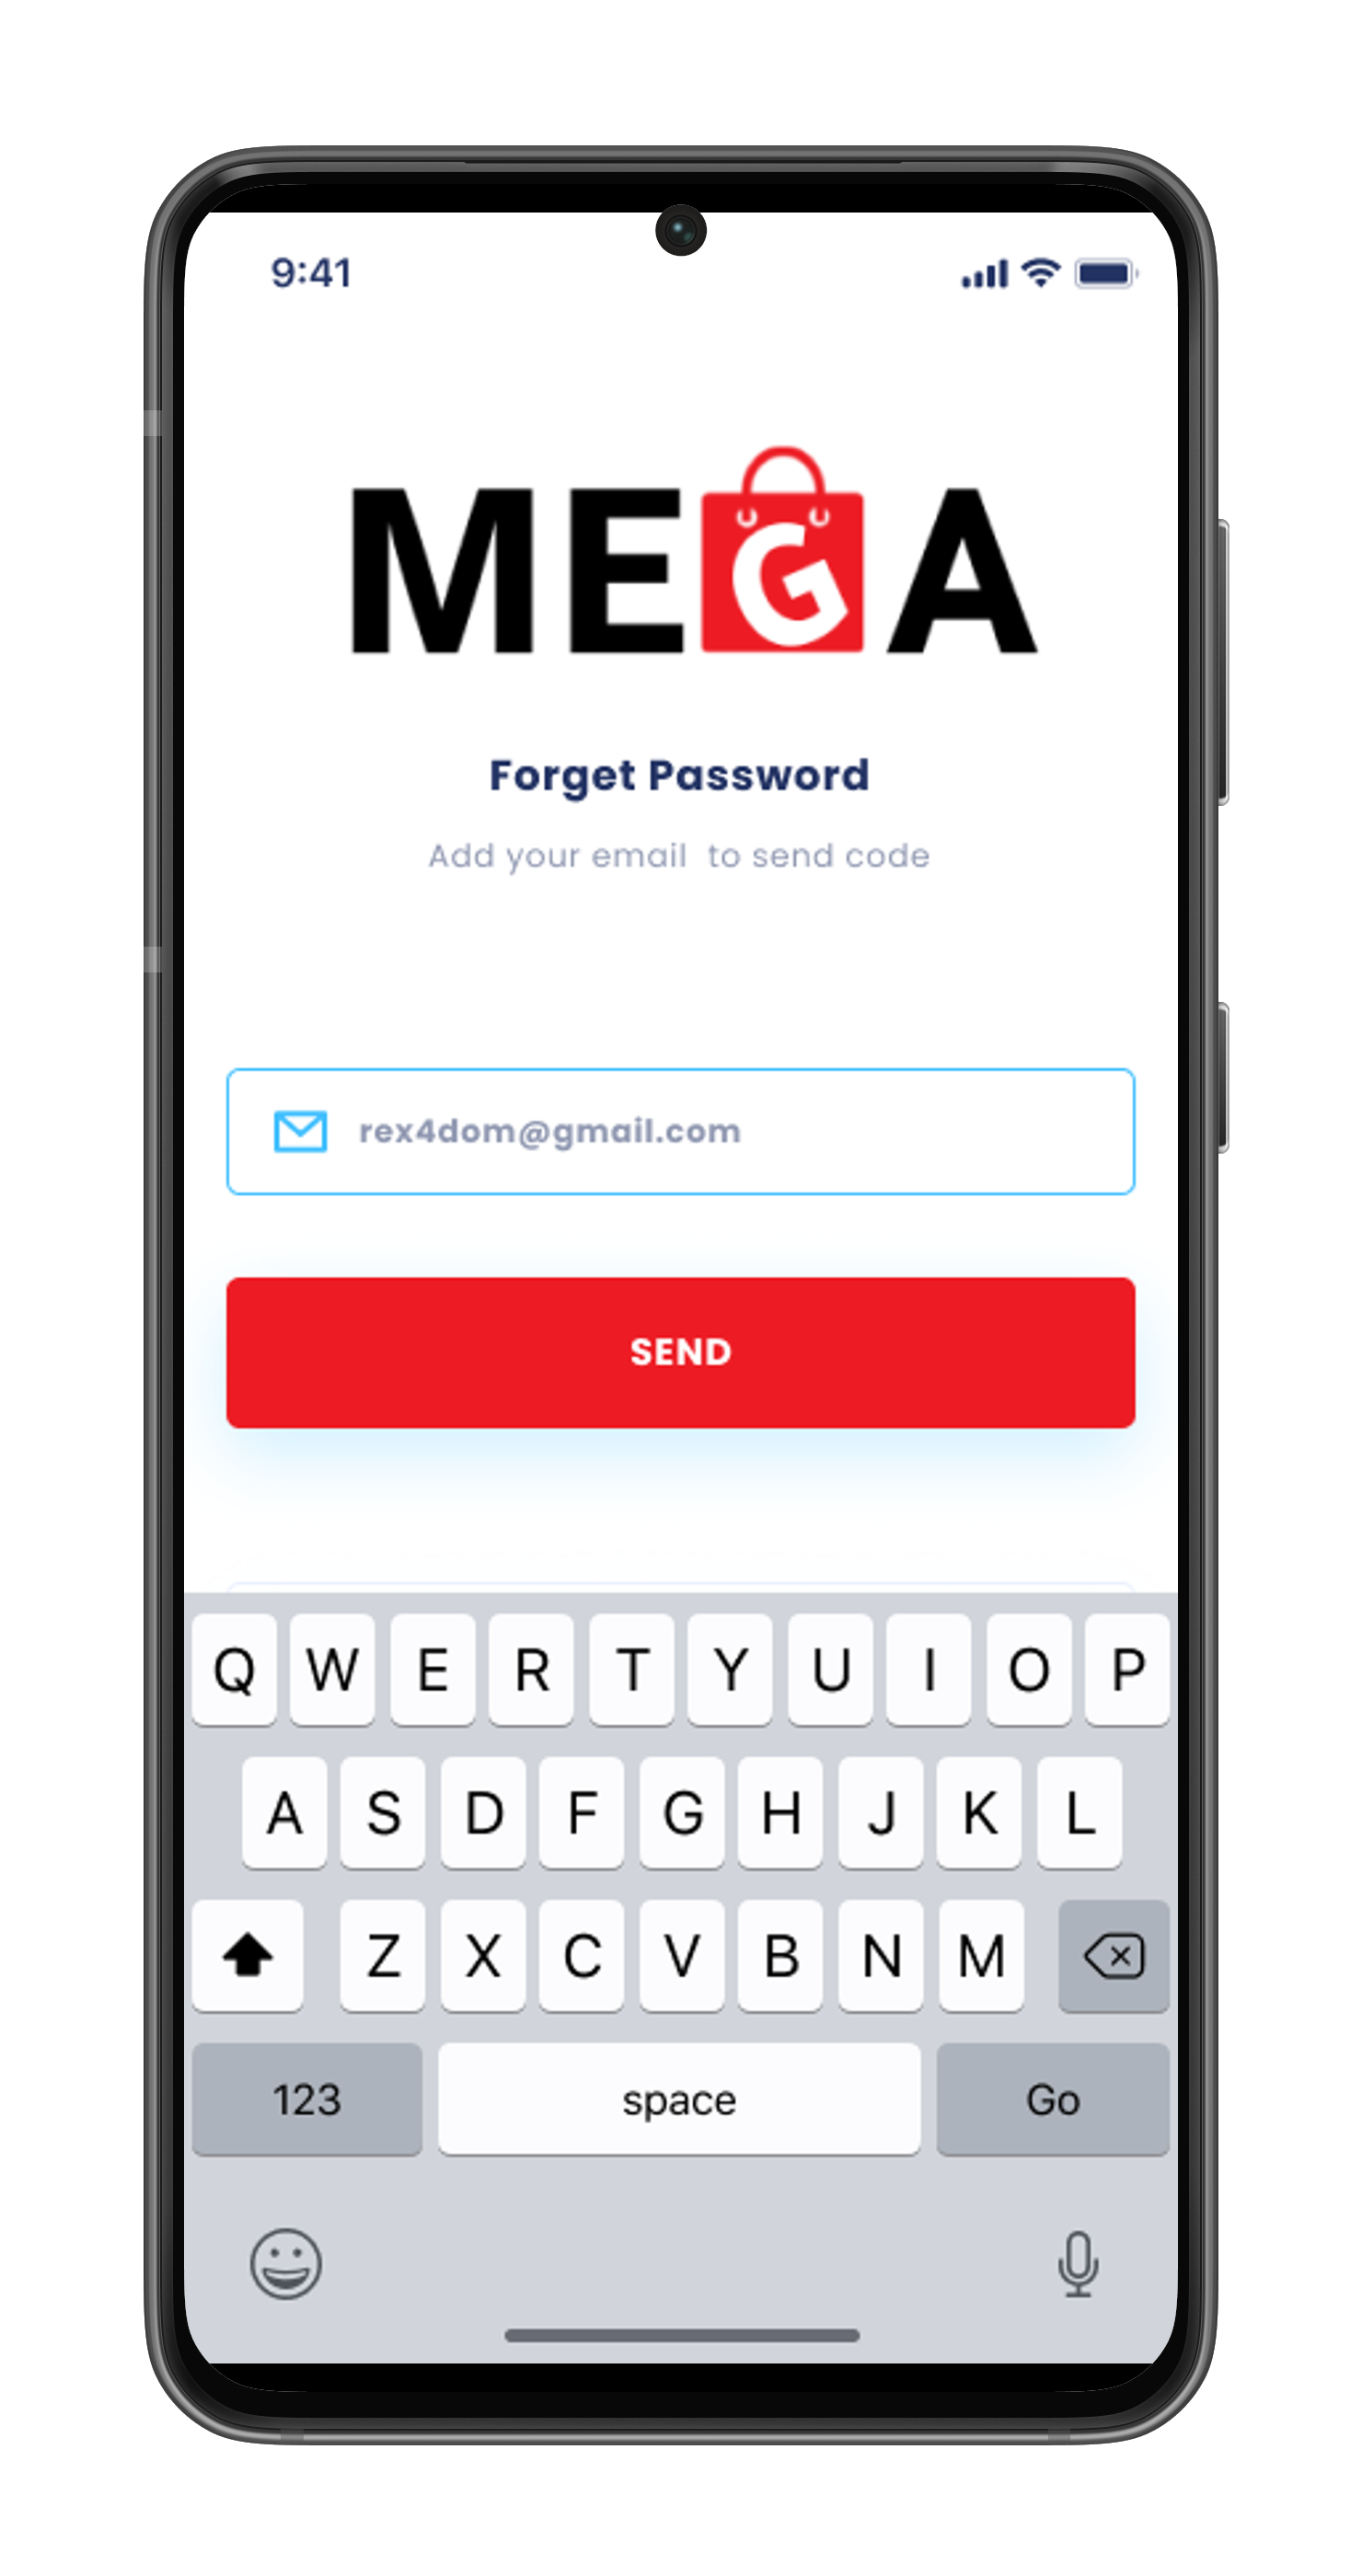 9:41
MEGA
Forget Password
Add your email  to send code
rex4dom@gmail.com
SEND
Q W E R T Y U I O P
A S D F G H J K L
Z X C V B N M
123 space Go